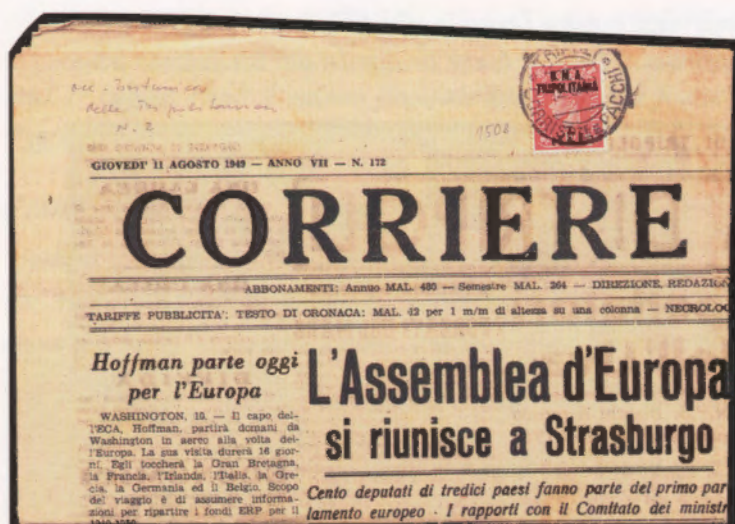 Della Tripolitania
N. 2
1502
B. M. A.
TRIPOLITANIA
PACCHI
GIOVEDI' 11 AGOSTO 1949 — ANNO VII — N. 172
CORRIERE
ABBONAMENTI: Annuo MAL. 480 — Semestre MAL. 264 — DIREZIONE, REDAZION
TARIFFE PUBBLICITA': TESTO DI CRONACA: MAL. 12 per 1 m/m di altezza su una colonna — NECROLOG
Hoffman parte oggi
per l'Europa
WASHINGTON, 10. — Il capo del-
l'ECA, Hoffman, partirà domani da
Washington in aereo alla volta del-
l'Europa. La sua visita durerà 16 gior-
ni. Egli toccherà la Gran Bretagna,
la Francia, l'Irlanda, l'Italia, la Gre-
cia, la Germania ed il Belgio. Scopo
del viaggio è di assumere informa-
zioni per ripartire i fondi ERP per il
L'Assemblea d'Europa
si riunisce a Strasburgo
Cento deputati di tredici paesi fanno parte del primo par
lamento europeo · I rapporti con il Comitato dei ministr